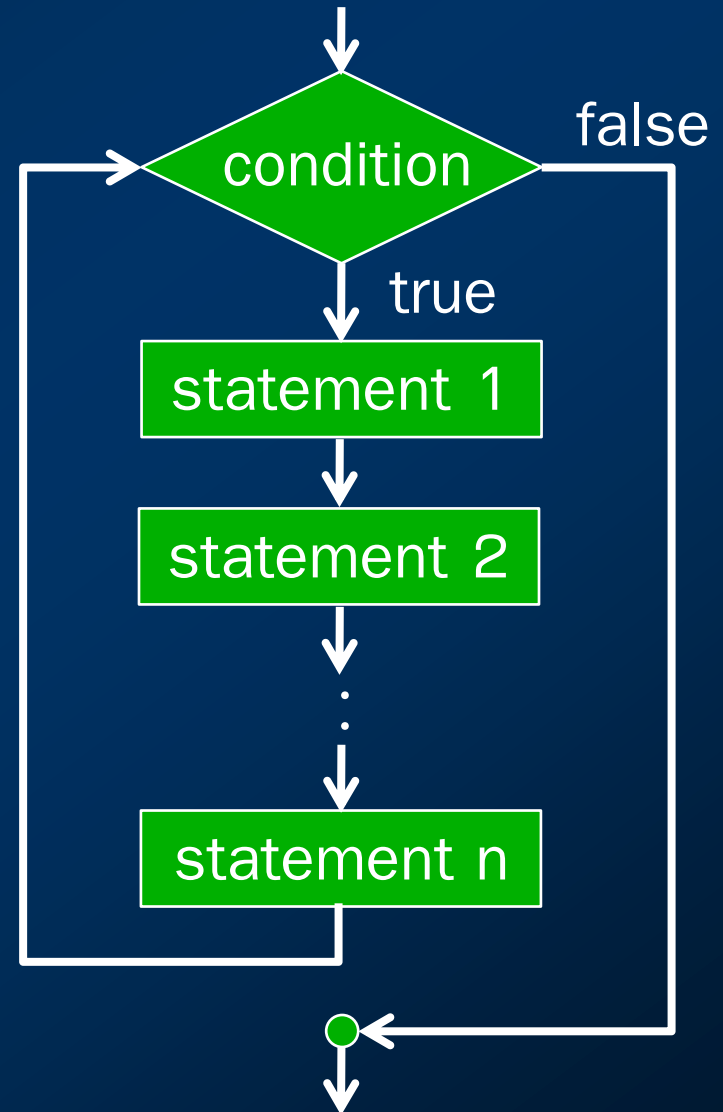 false
condition
true
statement 1
statement 2
:
statement n